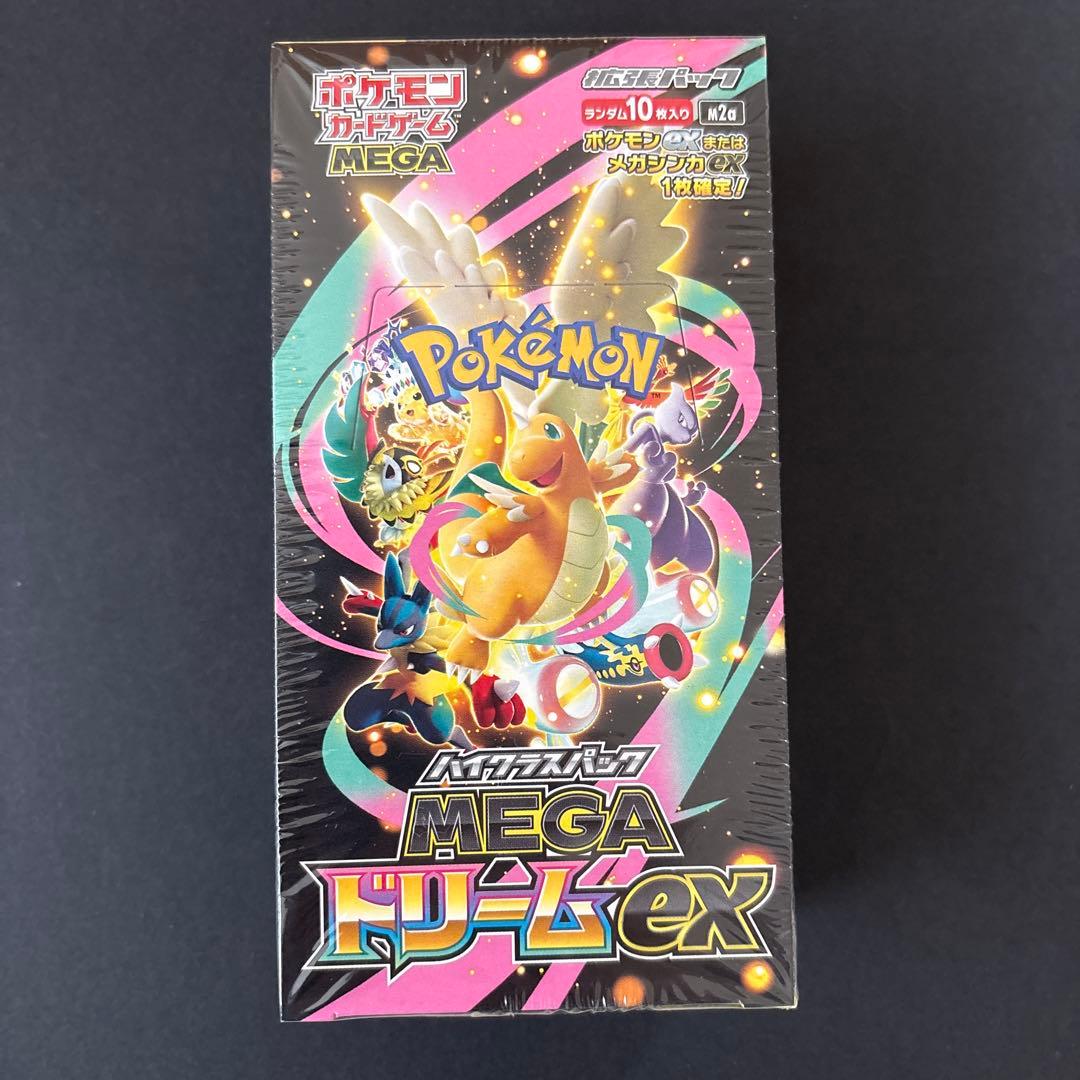 ポケモン
カードゲーム
MEGA
拡張パック
ランダム10枚入り M2a
ポケモンexまたは
メガシンカex
1枚確定!
POKéMON
TM
ハイクラスパック
MEGA
ドリームex